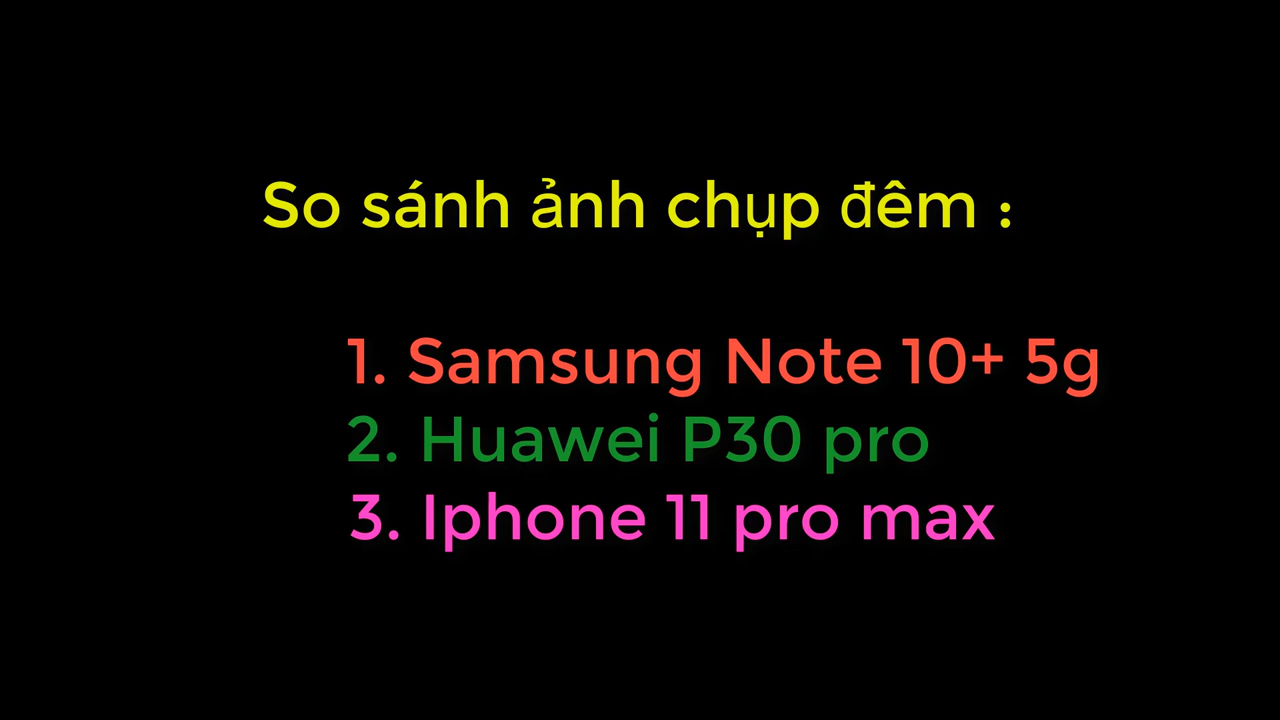 So sánh ảnh chụp đêm :
1. Samsung Note 10+ 5g
2. Huawei P30 pro
3. Iphone 11 pro max